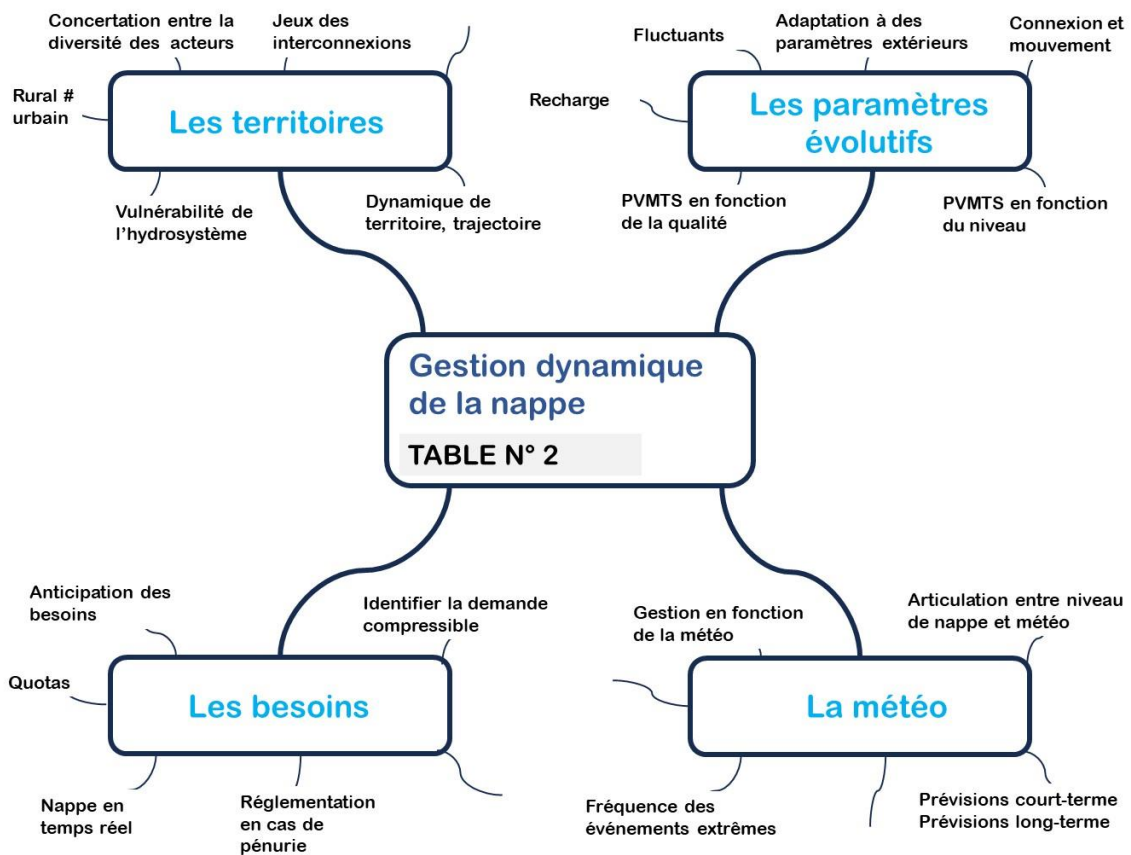 Concertation entre la
diversité des acteurs
Jeux des
interconnexions
Rural #
urbain
Les territoires
Vulnérabilité de
l'hydrosystème
Dynamique de
territoire, trajectoire
Fluctuants
Adaptation à des
paramètres extérieurs
Connexion et
mouvement
Recharge
Les paramètres
évolutifs
PVMTS en fonction
de la qualité
PVMTS en fonction
du niveau
Gestion dynamique
de la nappe
TABLE N° 2
Anticipation des
besoins
Identifier la demande
compressible
Quotas
Les besoins
Nappe en
temps réel
Réglementation
en cas de
pénurie
Gestion en fonction
de la météo
Articulation entre niveau
de nappe et météo
La météo
Fréquence des
événements extrêmes
Prévisions court-terme
Prévisions long-terme